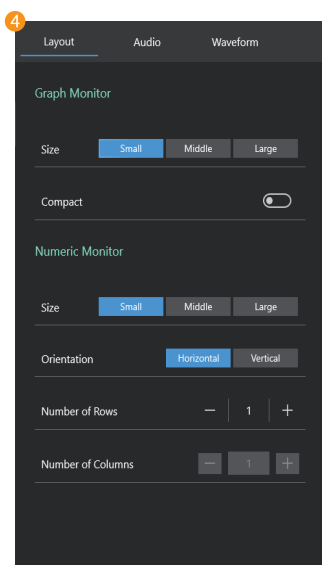 4
Layout Audio Waveform
Graph Monitor
Size Small Middle Large
Compact
Numeric Monitor
Size Small Middle Large
Orientation Horizontal Vertical
Number of Rows — 1 +
Number of Columns — 1 +